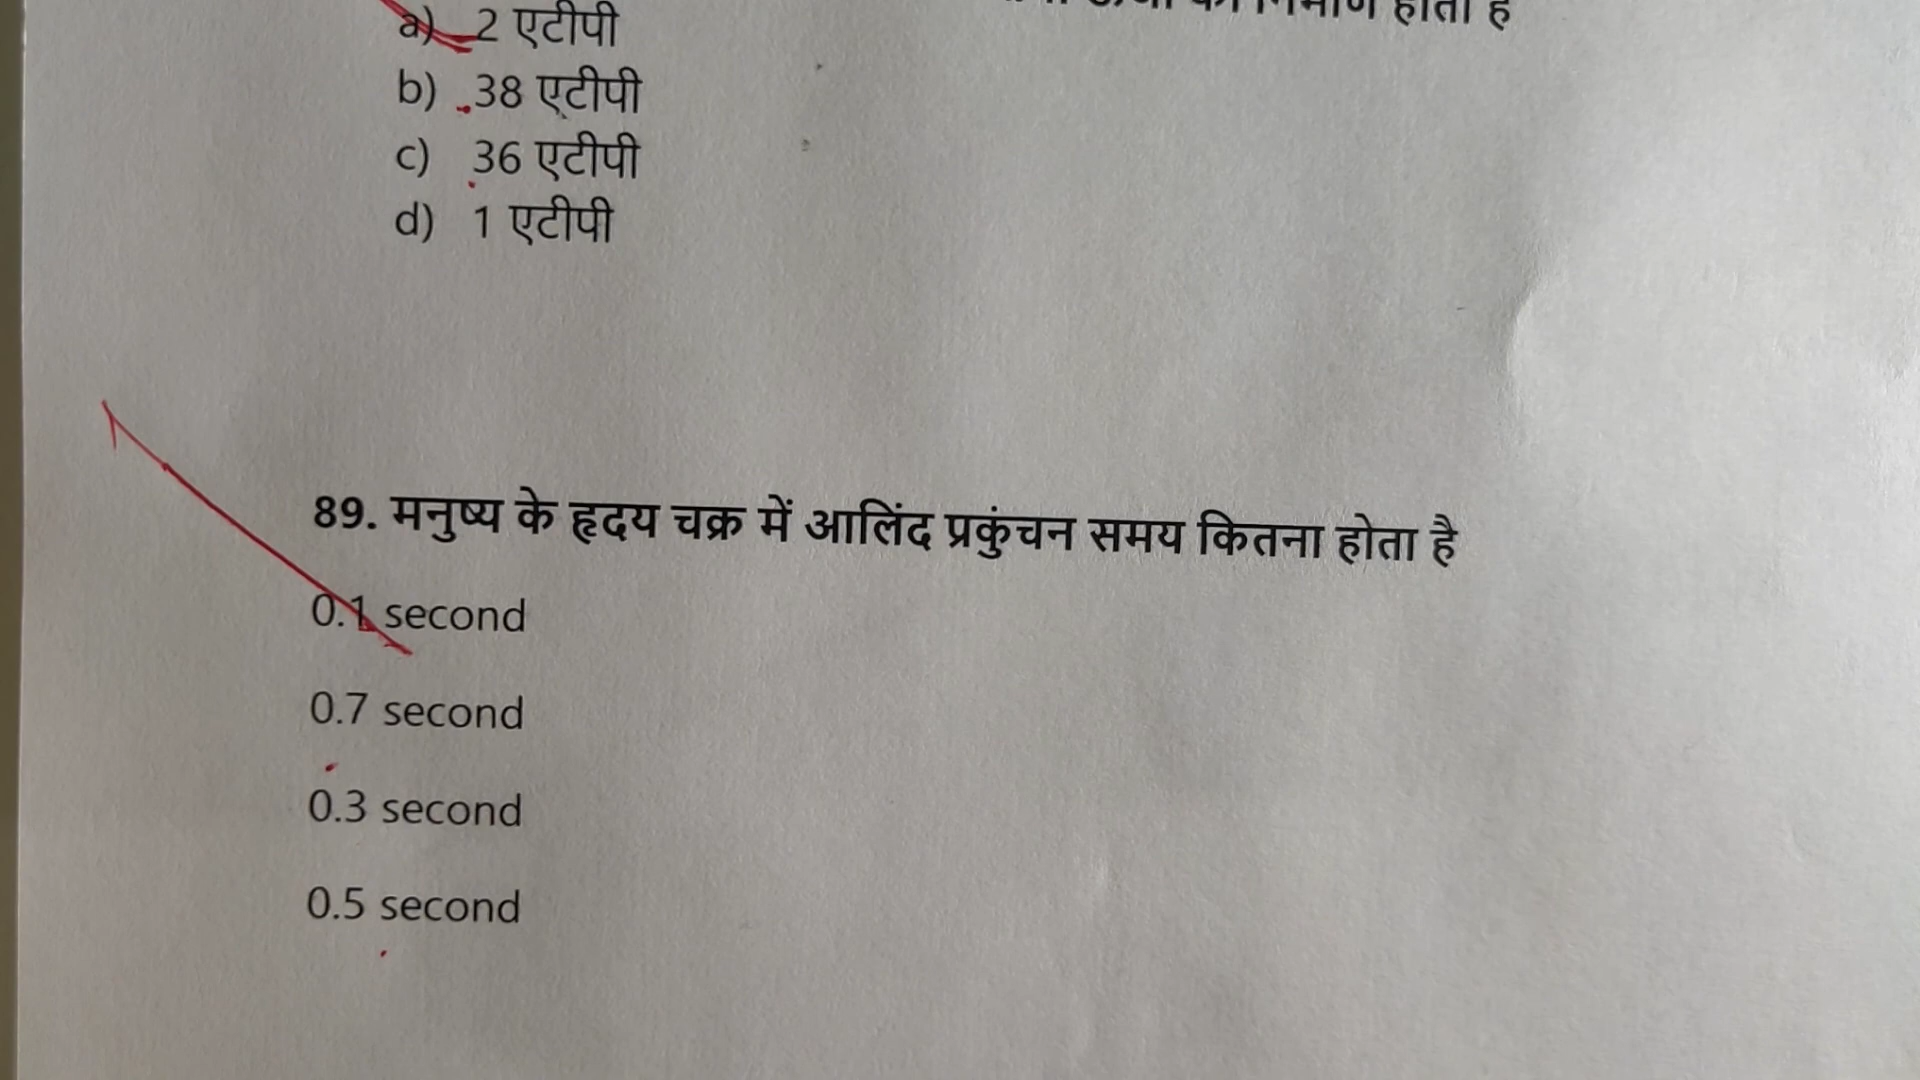 का निर्माण होता है
a) 2 एटीपी
b) 38 एटीपी
c) 36 एटीपी
d) 1 एटीपी
89. मनुष्य के हृदय चक्र में आलिंद प्रकुंचन समय कितना होता है
0.1 second
0.7 second
0.3 second
0.5 second